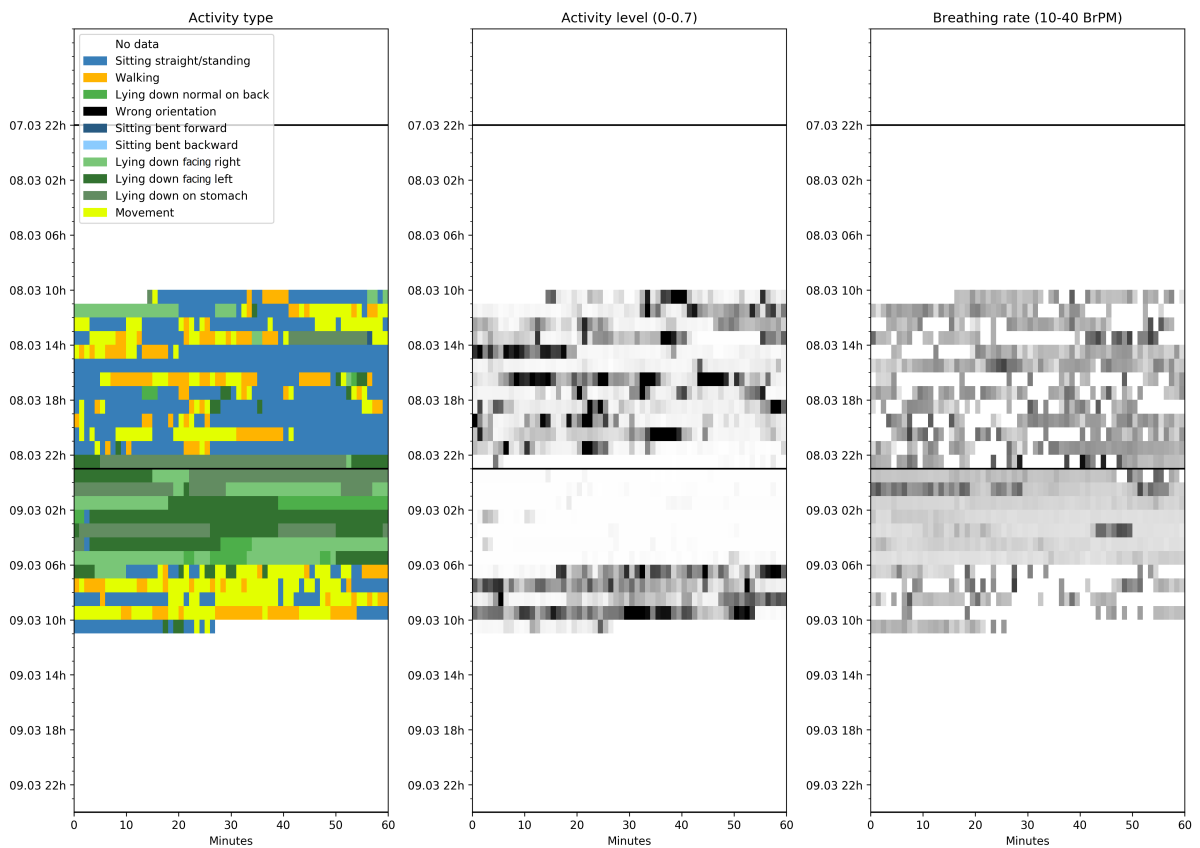 Activity type
No data
Sitting straight/standing
Walking
Lying down normal on back
Wrong orientation
Sitting bent forward
Sitting bent backward
Lying down facing right
Lying down facing left
Lying down on stomach
Movement
07.03 22h
08.03 02h
08.03 06h
08.03 10h
08.03 14h
08.03 18h
08.03 22h
09.03 02h
09.03 06h
09.03 10h
09.03 14h
09.03 18h
09.03 22h
0 10 20 30 40 50 60
Minutes
Activity level (0-0.7)
07.03 22h
08.03 02h
08.03 06h
08.03 10h
08.03 14h
08.03 18h
08.03 22h
09.03 02h
09.03 06h
09.03 10h
09.03 14h
09.03 18h
09.03 22h
0 10 20 30 40 50 60
Minutes
Breathing rate (10-40 BrPM)
07.03 22h
08.03 02h
08.03 06h
08.03 10h
08.03 14h
08.03 18h
08.03 22h
09.03 02h
09.03 06h
09.03 10h
09.03 14h
09.03 18h
09.03 22h
0 10 20 30 40 50 60
Minutes